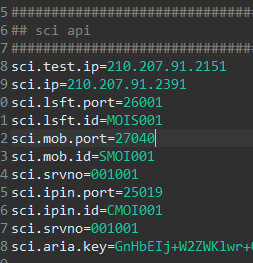 5 ##############################
6 ## sci api
7 ##############################
8 sci.test.ip=210.207.91.2151
9 sci.ip=210.207.91.2391
0 sci.lsft.port=26001
1 sci.lsft.id=MOIS001
2 sci.mob.port=27040
3 sci.mob.id=SMOI001
4 sci.srvno=001001
5 sci.ipin.port=25019
6 sci.ipin.id=CMOI001
7 sci.srvno=001001
8 sci.aria.key=GnHbEIj+W2ZWKlwr+